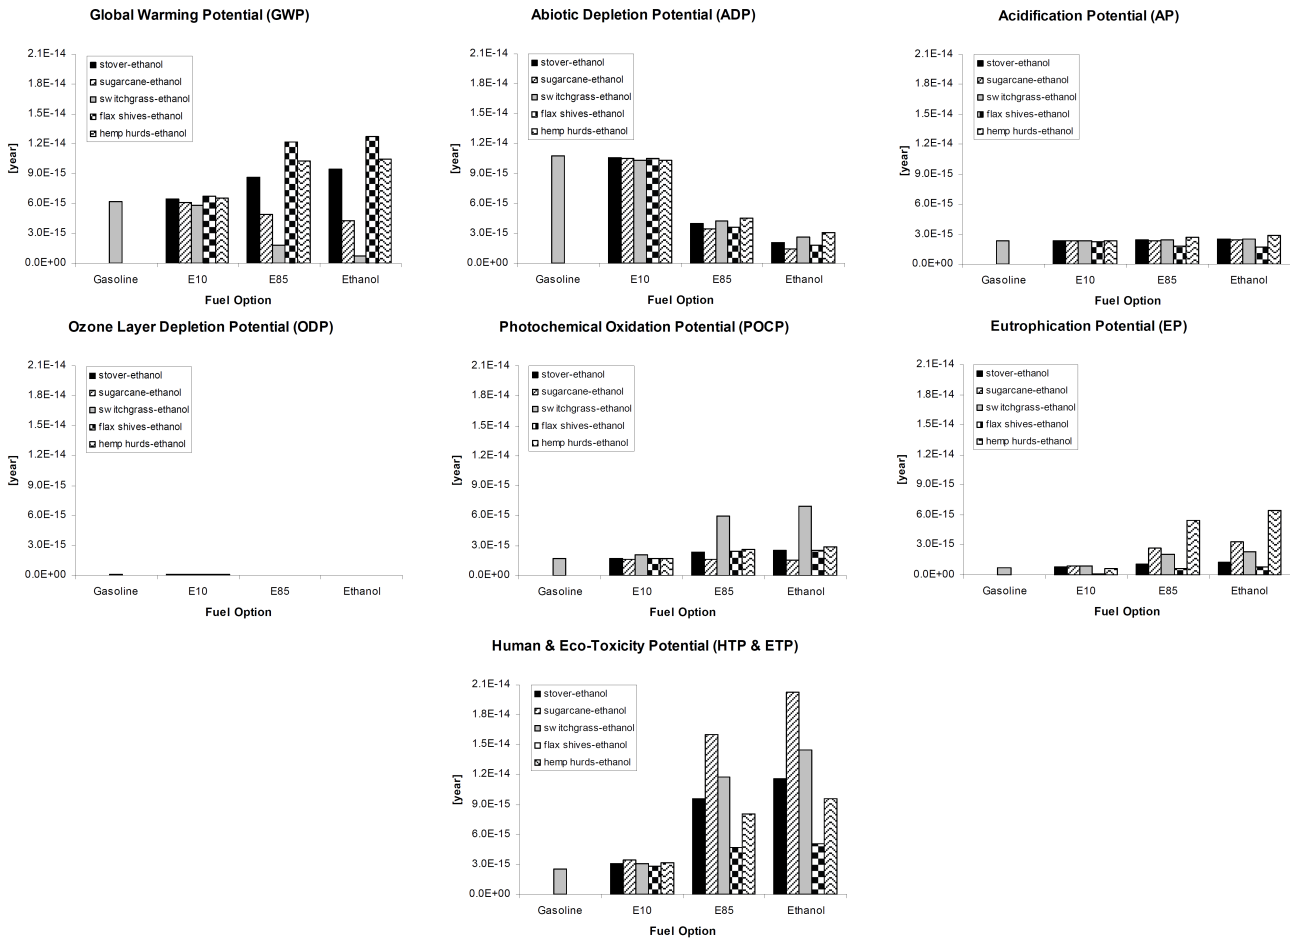 Global Warming Potential (GWP)
2.1E-14
1.8E-14
1.5E-14
1.2E-14
9.0E-15
6.0E-15
3.0E-15
0.0E+00
[year]
stover-ethanol
sugarcane-ethanol
switchgrass-ethanol
flax shives-ethanol
hemp hurds-ethanol
Gasoline E10 E85 Ethanol
Fuel Option
Abiotic Depletion Potential (ADP)
2.1E-14
1.8E-14
1.5E-14
1.2E-14
9.0E-15
6.0E-15
3.0E-15
0.0E+00
[year]
stover-ethanol
sugarcane-ethanol
switchgrass-ethanol
flax shives-ethanol
hemp hurds-ethanol
Gasoline E10 E85 Ethanol
Fuel Option
Acidification Potential (AP)
2.1E-14
1.8E-14
1.5E-14
1.2E-14
9.0E-15
6.0E-15
3.0E-15
0.0E+00
[year]
stover-ethanol
sugarcane-ethanol
switchgrass-ethanol
flax shives-ethanol
hemp hurds-ethanol
Gasoline E10 E85 Ethanol
Fuel Option
Ozone Layer Depletion Potential (ODP)
2.1E-14
1.8E-14
1.5E-14
1.2E-14
9.0E-15
6.0E-15
3.0E-15
0.0E+00
[year]
stover-ethanol
sugarcane-ethanol
switchgrass-ethanol
flax shives-ethanol
hemp hurds-ethanol
Gasoline E10 E85 Ethanol
Fuel Option
Photochemical Oxidation Potential (POCP)
2.1E-14
1.8E-14
1.5E-14
1.2E-14
9.0E-15
6.0E-15
3.0E-15
0.0E+00
[year]
stover-ethanol
sugarcane-ethanol
switchgrass-ethanol
flax shives-ethanol
hemp hurds-ethanol
Gasoline E10 E85 Ethanol
Fuel Option
Eutrophication Potential (EP)
2.1E-14
1.8E-14
1.5E-14
1.2E-14
9.0E-15
6.0E-15
3.0E-15
0.0E+00
[year]
stover-ethanol
sugarcane-ethanol
switchgrass-ethanol
flax shives-ethanol
hemp hurds-ethanol
Gasoline E10 E85 Ethanol
Fuel Option
Human & Eco-Toxicity Potential (HTP & ETP)
2.1E-14
1.8E-14
1.5E-14
1.2E-14
9.0E-15
6.0E-15
3.0E-15
0.0E+00
[year]
stover-ethanol
sugarcane-ethanol
switchgrass-ethanol
flax shives-ethanol
hemp hurds-ethanol
Gasoline E10 E85 Ethanol
Fuel Option